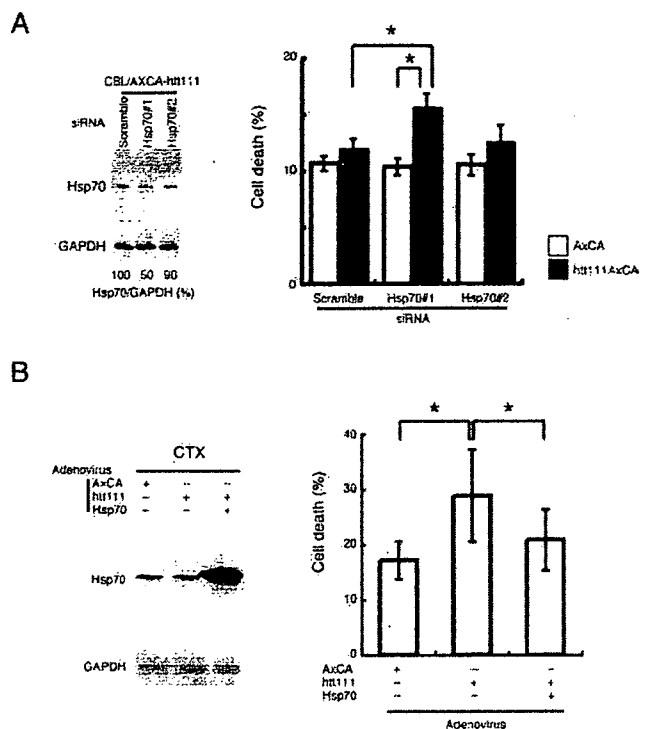 A
CBL/AXCA-htt111
siRNA
Scramble
Hsp70#1
Hsp70#2
Hsp70
GAPDH
100 50 90
Hsp70/GAPDH (%)
*
*
Cell death (%)
20
10
0
Scramble Hsp70#1 Hsp70#2
siRNA
AxCA
htt111AxCA
B
CTX
Adenovirus
AxCA + – –
htt111 – + +
Hsp70 – – +
Hsp70
GAPDH
* *
Cell death (%)
40
30
20
10
0
AxCA + – –
htt111 – + +
Hsp70 – – +
Adenovirus